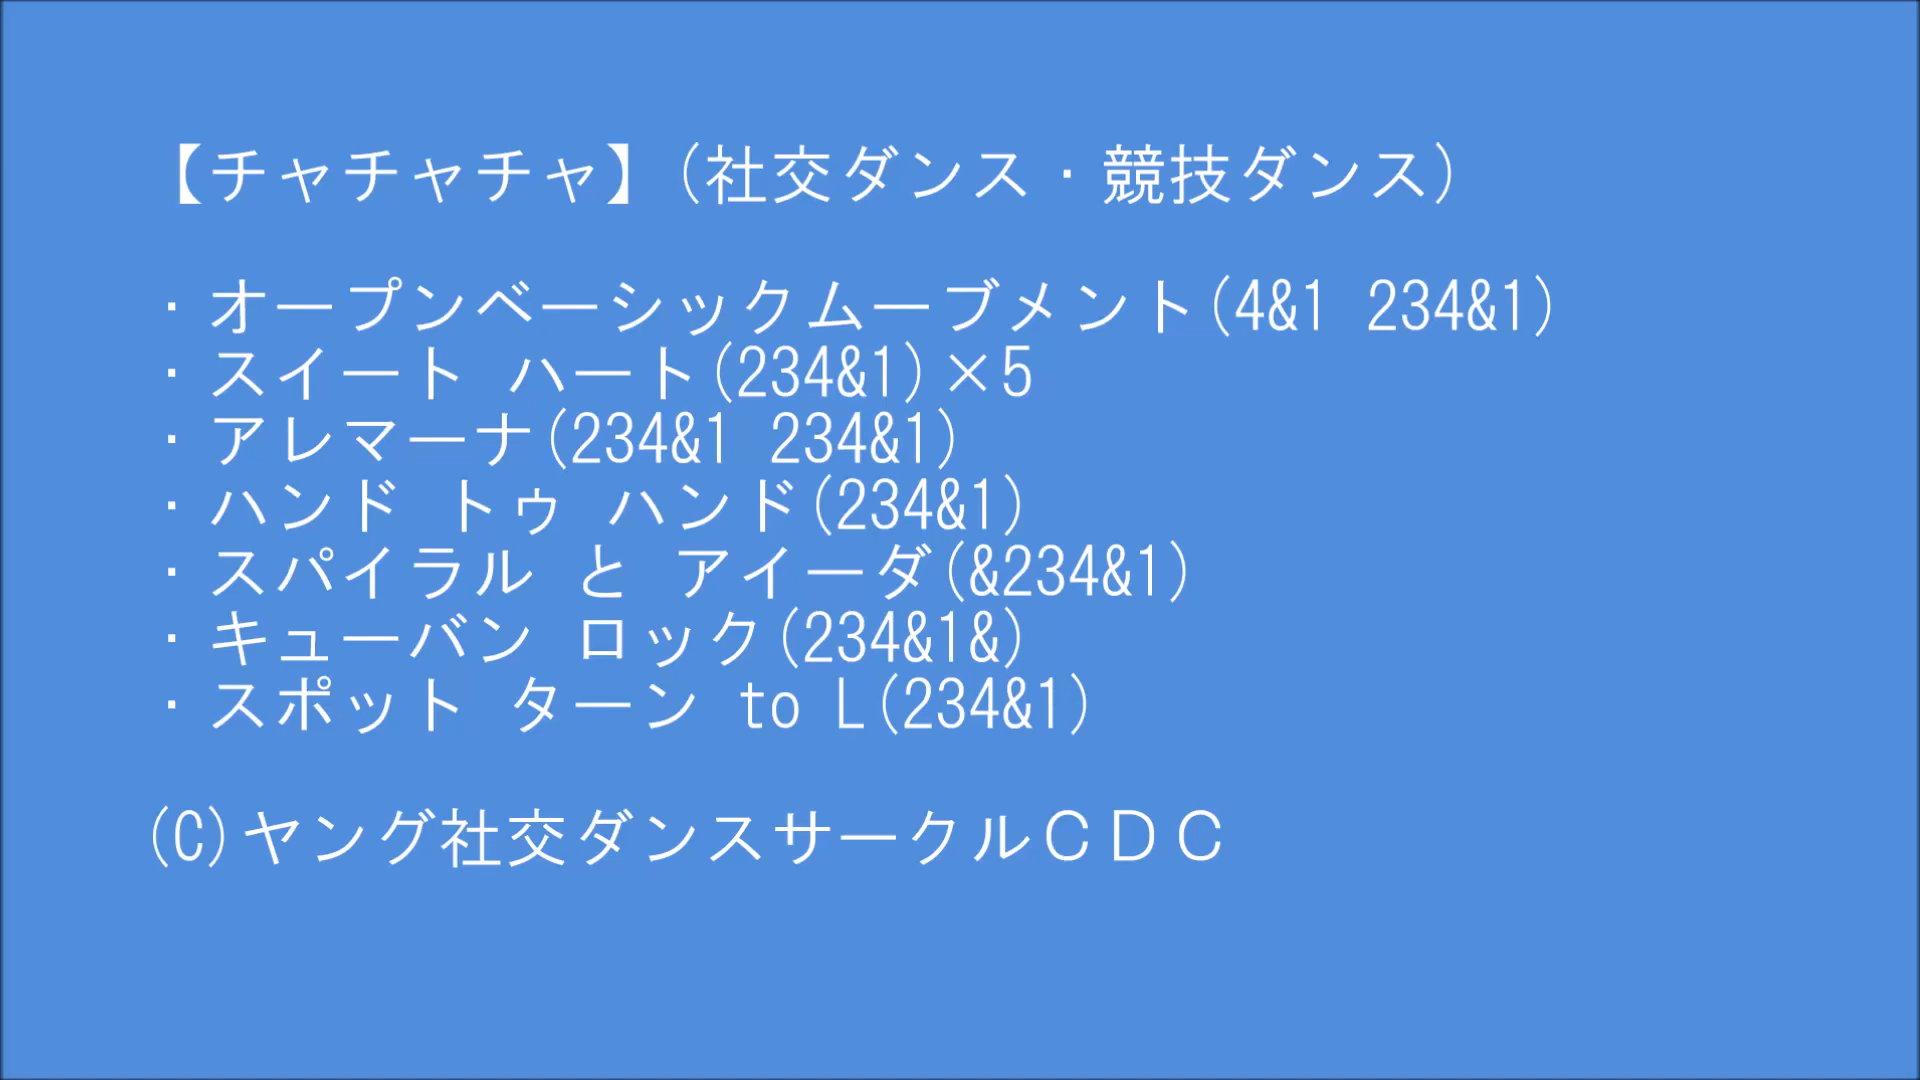 【チャチャチャ】(社交ダンス・競技ダンス)
・オープンベーシックムーブメント(4&1 234&1)
・スイート ハート(234&1)×5
・アレマーナ(234&1 234&1)
・ハンド トゥ ハンド(234&1)
・スパイラル と アイーダ(&234&1)
・キューバン ロック(234&1&)
・スポット ターン to L(234&1)
(C)ヤング社交ダンスサークルＣＤＣ